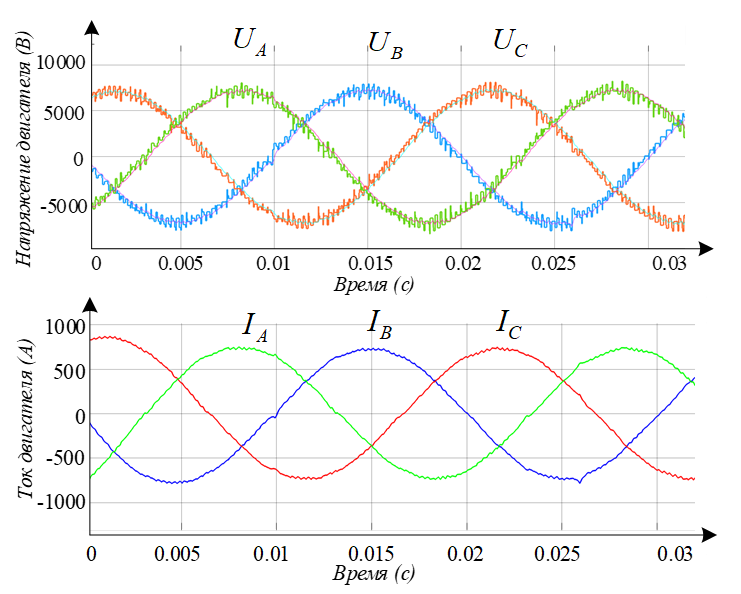 U_A U_B U_C
Напряжение двигателя (В)
10000
5000
0
-5000
0 0.005 0.01 0.015 0.02 0.025 0.03
Время (с)
I_A I_B I_C
Ток двигателя (А)
1000
500
0
-500
-1000
0 0.005 0.01 0.015 0.02 0.025 0.03
Время (с)